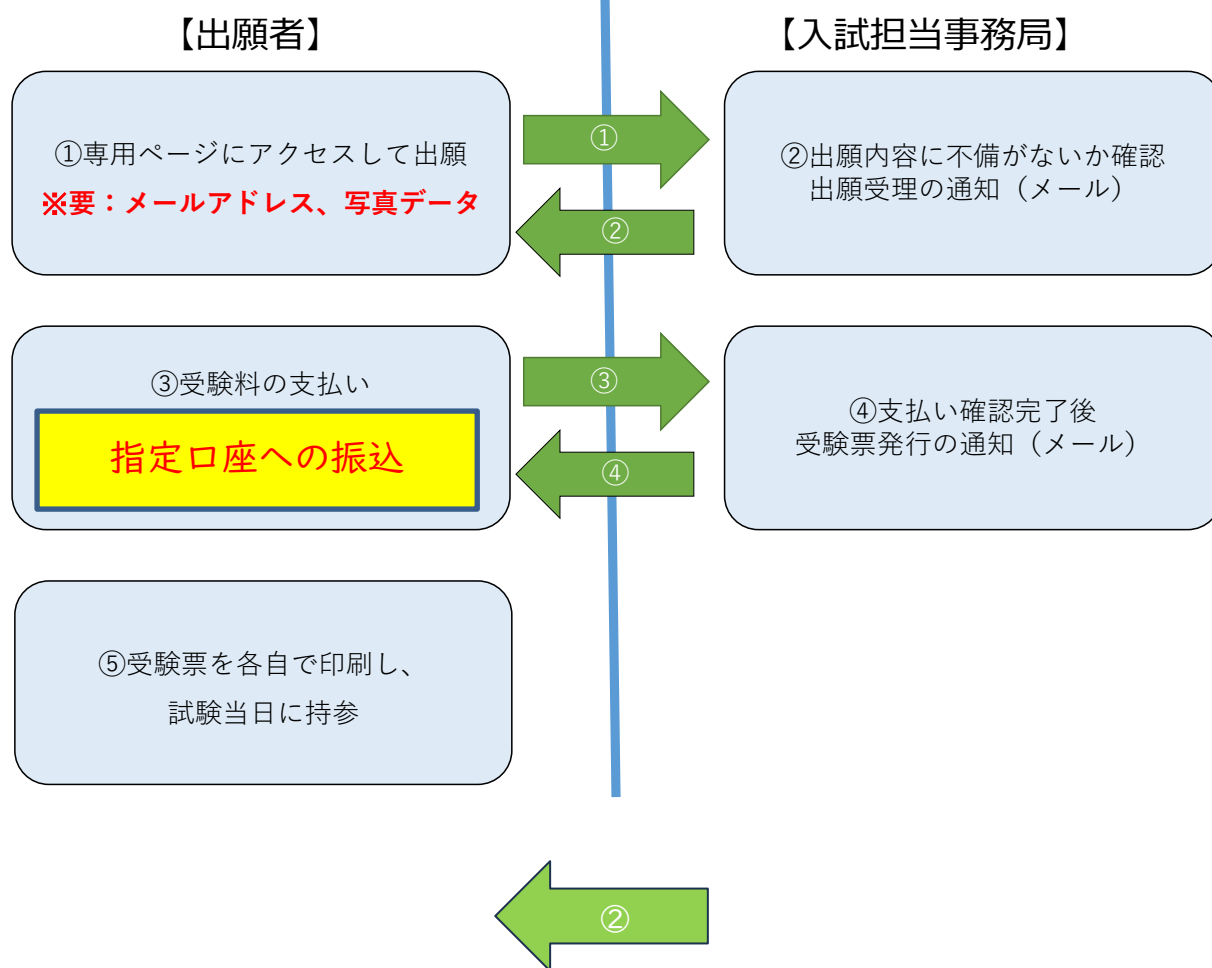 【出願者】
【入試担当事務局】
①専用ページにアクセスして出願
※要：メールアドレス、写真データ
①
②
②出願内容に不備がないか確認
出願受理の通知（メール）
③受験料の支払い
指定口座への振込
③
④
④支払い確認完了後
受験票発行の通知（メール）
⑤受験票を各自で印刷し、
試験当日に持参
②